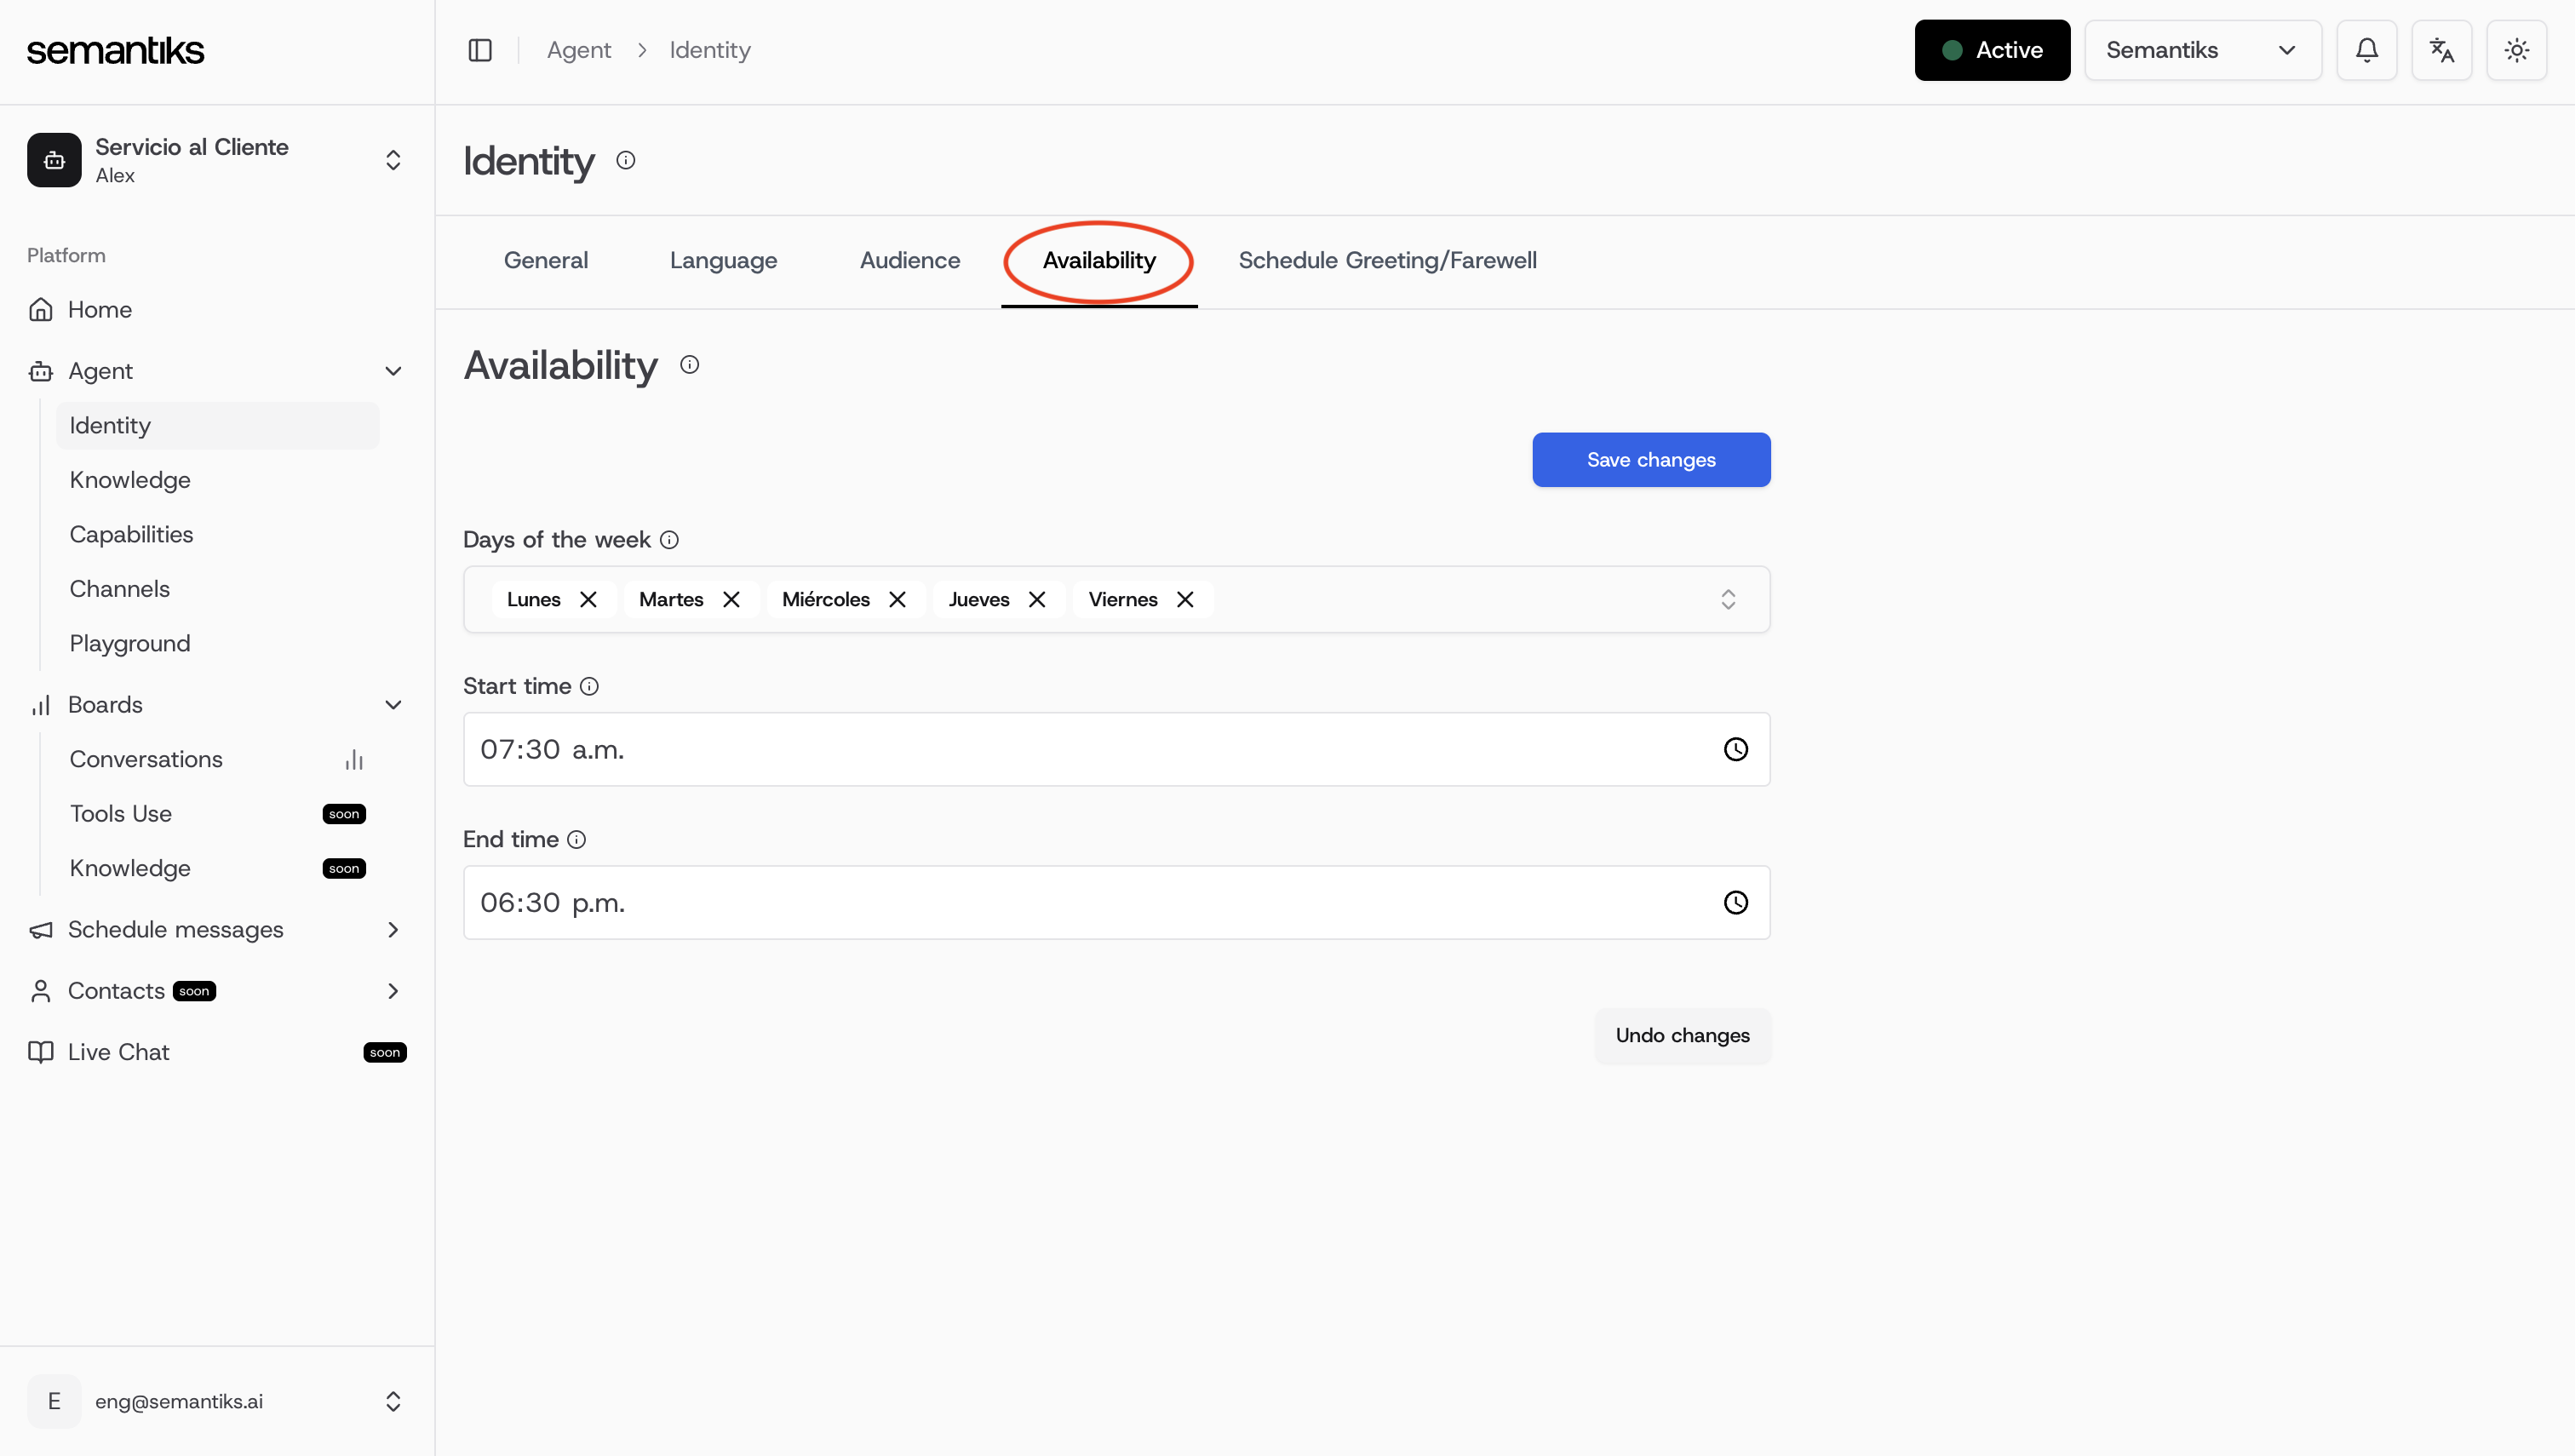 semantiks
Agent
Identity
Active
Semantiks
Servicio al Cliente
Alex
Platform
Home
Agent
Identity
Knowledge
Capabilities
Channels
Playground
Boards
Conversations
Tools Use soon
Knowledge soon
Schedule messages
Contacts soon
Live Chat soon
E eng@semantiks.ai
Identity
General Language Audience Availability Schedule Greeting/Farewell
Availability
Save changes
Days of the week
Lunes Martes Miércoles Jueves Viernes
Start time
07:30 a.m.
End time
06:30 p.m.
Undo changes